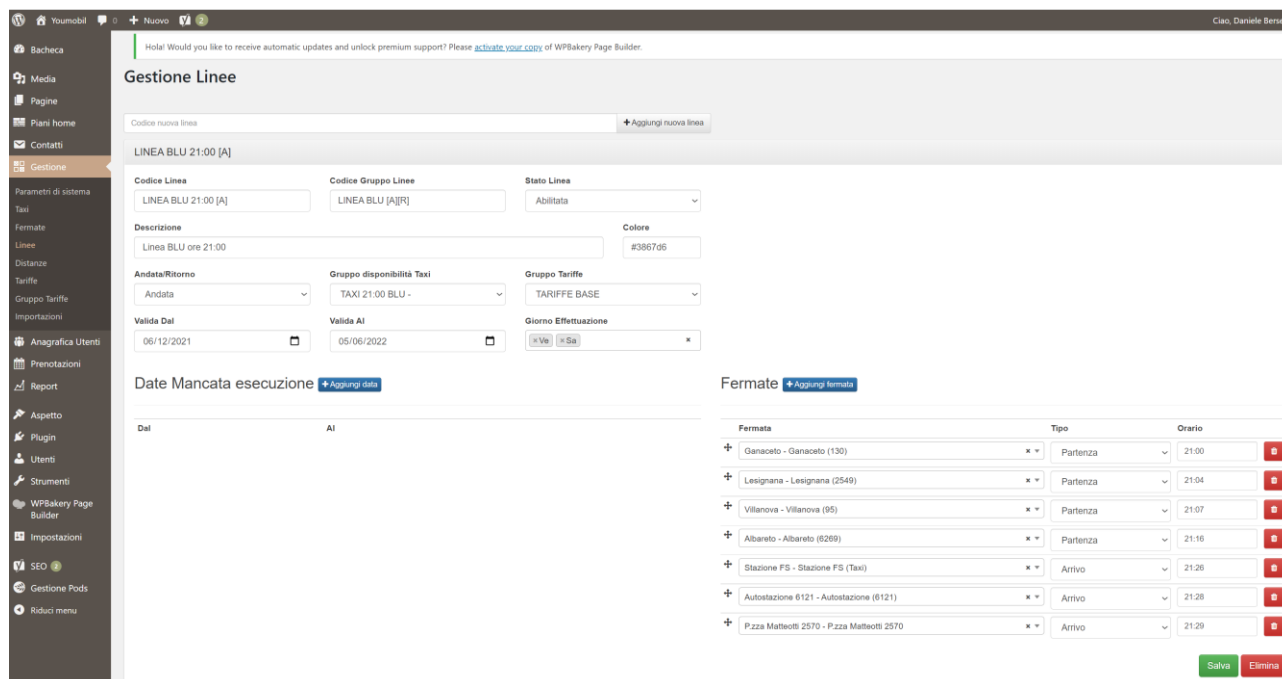 Youmobil 0 + Nuovo 2
Ciao, Daniele Berse
Bacheca
Media
Pagine
Piani home
Contatti
Gestione
Parametri di sistema
Taxi
Fermate
Linee
Distanze
Tariffe
Gruppo Tariffe
Importazioni
Anagrafica Utenti
Prenotazioni
Report
Aspetto
Plugin
Utenti
Strumenti
WPBakery Page
Builder
Impostazioni
SEO 2
Gestione Pods
Riduci menu
Hola! Would you like to receive automatic updates and unlock premium support? Please activate your copy of WPBakery Page Builder.
Gestione Linee
Codice nuova linea
+Aggiungi nuova linea
LINEA BLU 21:00 [A]
Codice Linea Codice Gruppo Linee Stato Linea
LINEA BLU 21:00 [A] LINEA BLU [A][R] Abilitata
Descrizione Colore
Linea BLU ore 21:00 #3867d6
Andata/Ritorno Gruppo disponibilità Taxi Gruppo Tariffe
Andata TAXI 21:00 BLU - TARIFFE BASE
Valida Dal Valida Al Giorno Effettuazione
06/12/2021 05/06/2022 ×Ve ×Sa ×
Date Mancata esecuzione +Aggiungi data
Dal Al
Fermate +Aggiungi fermata
Fermata Tipo Orario
Ganaceto - Ganaceto (130) × Partenza 21:00
Lesignana - Lesignana (2549) × Partenza 21:04
Villanova - Villanova (95) × Partenza 21:07
Albareto - Albareto (6269) × Partenza 21:16
Stazione FS - Stazione FS (Taxi) × Arrivo 21:26
Autostazione 6121 - Autostazione (6121) × Arrivo 21:28
P.zza Matteotti 2570 - P.zza Matteotti 2570 × Arrivo 21:29
Salva Elimina